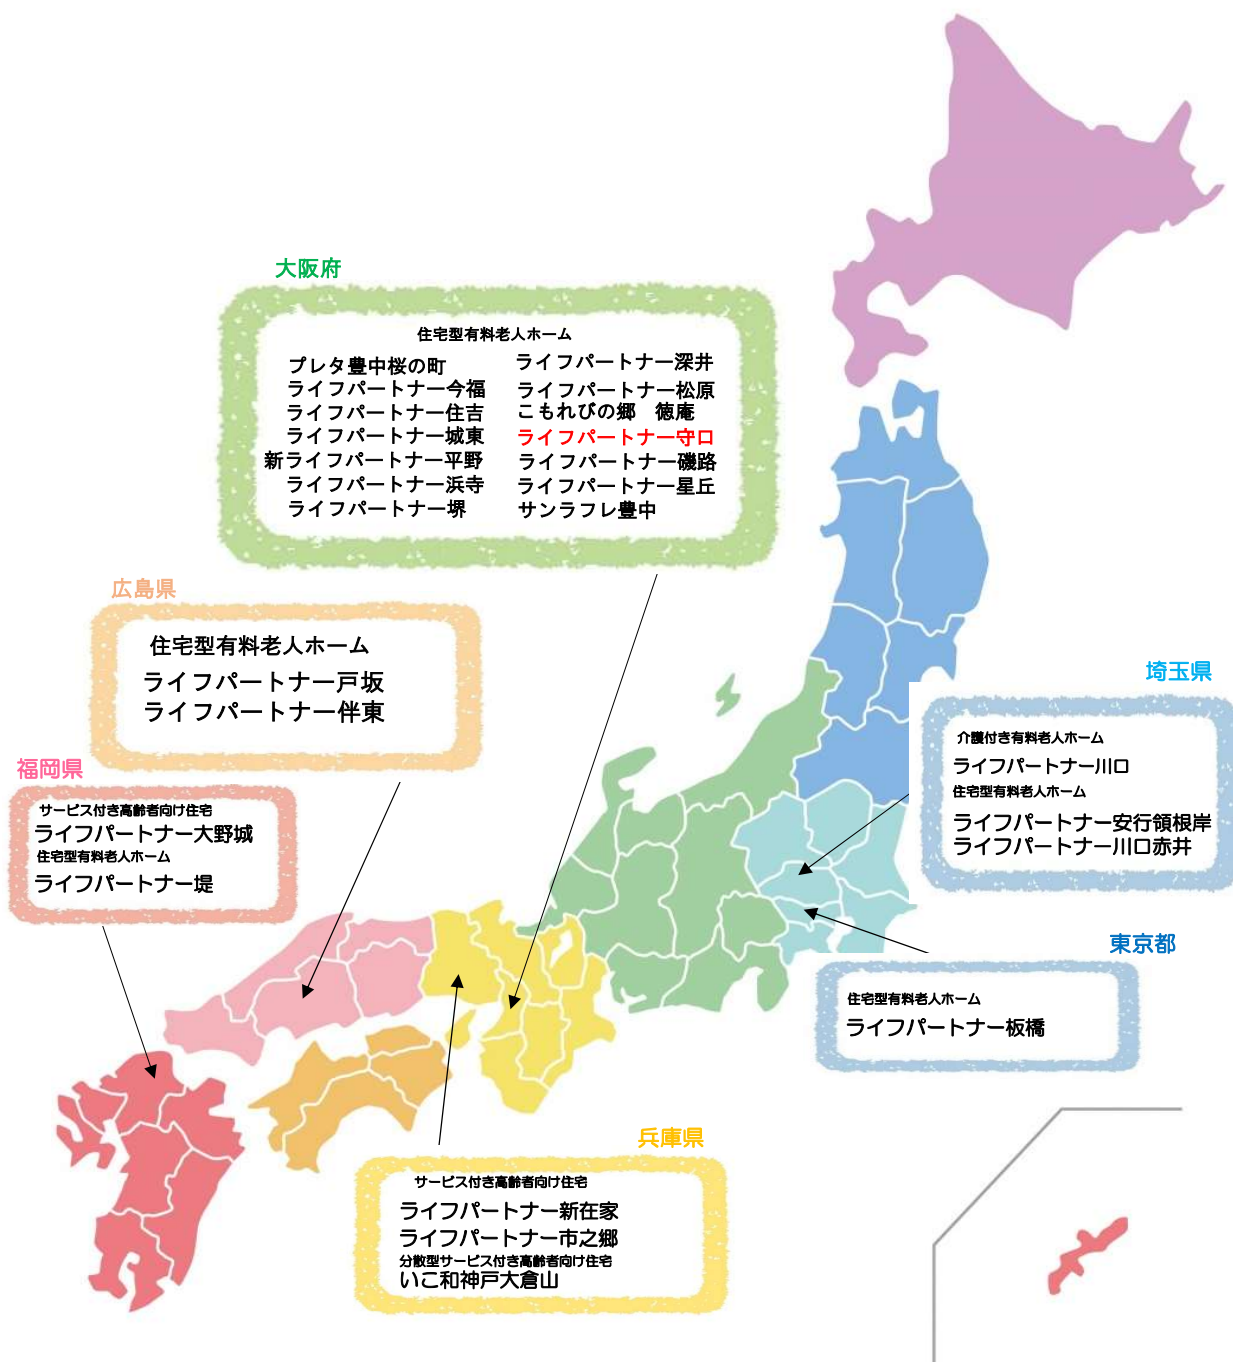 大阪府
住宅型有料老人ホーム
プレタ豊中桜の町
ライフパートナー今福
ライフパートナー住吉
ライフパートナー城東
新ライフパートナー平野
ライフパートナー浜寺
ライフパートナー堺
ライフパートナー深井
ライフパートナー松原
こもれびの郷　徳庵
ライフパートナー守口
ライフパートナー磯路
ライフパートナー星丘
サンラフレ豊中
広島県
住宅型有料老人ホーム
ライフパートナー戸坂
ライフパートナー伴東
福岡県
サービス付き高齢者向け住宅
ライフパートナー大野城
住宅型有料老人ホーム
ライフパートナー堤
埼玉県
介護付き有料老人ホーム
ライフパートナー川口
住宅型有料老人ホーム
ライフパートナー安行領根岸
ライフパートナー川口赤井
東京都
住宅型有料老人ホーム
ライフパートナー板橋
兵庫県
サービス付き高齢者向け住宅
ライフパートナー新在家
ライフパートナー市之郷
分散型サービス付き高齢者向け住宅
いこ和神戸大倉山